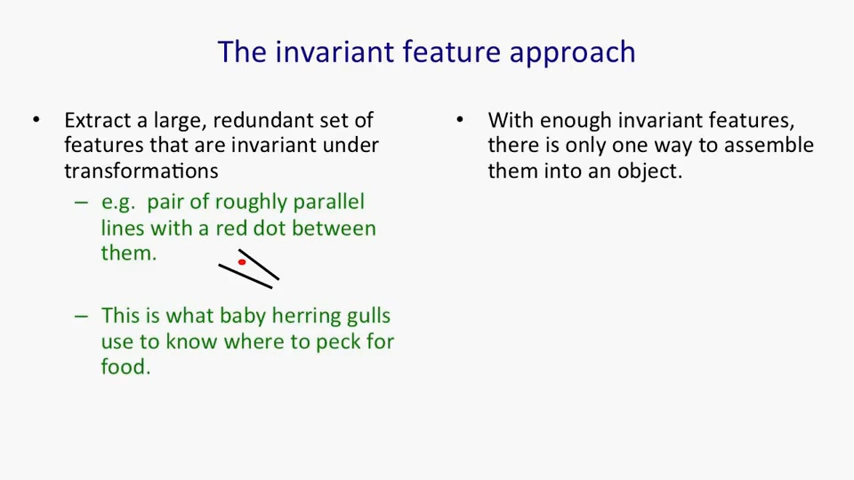 The invariant feature approach
• Extract a large, redundant set of
features that are invariant under
transformations
– e.g. pair of roughly parallel
lines with a red dot between
them.
– This is what baby herring gulls
use to know where to peck for
food.
• With enough invariant features,
there is only one way to assemble
them into an object.